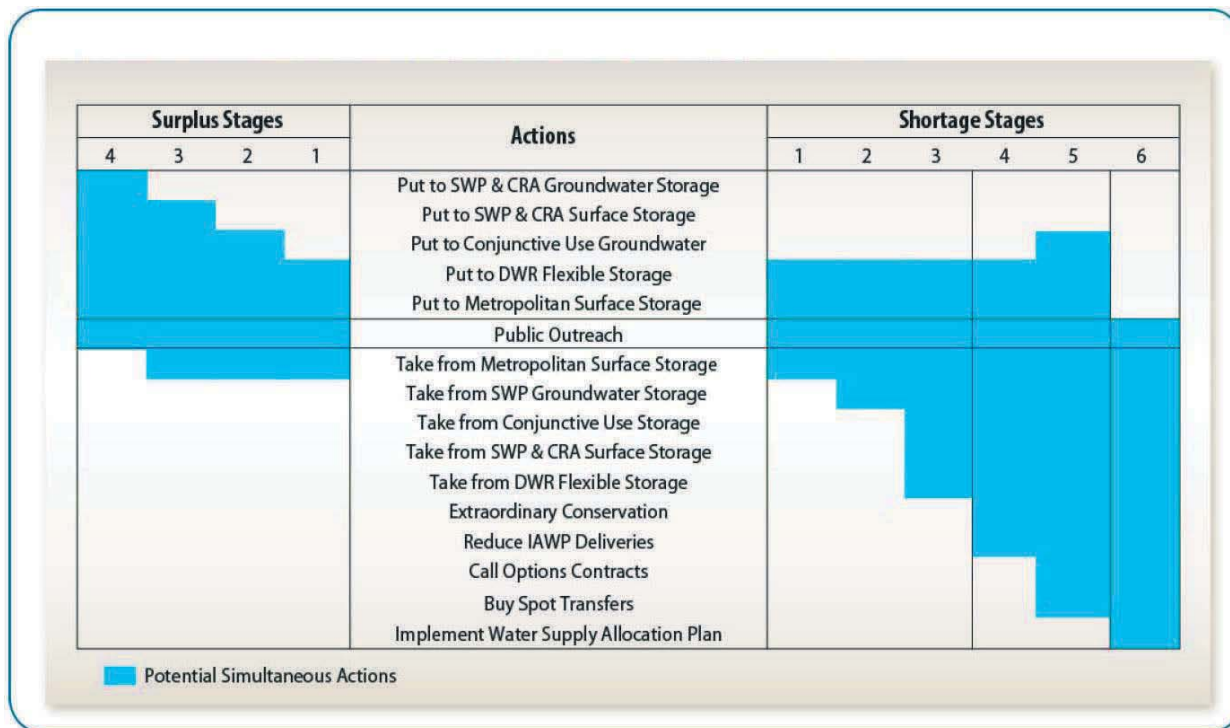 Surplus Stages
Actions
Shortage Stages
4 3 2 1
1 2 3 4 5 6
Put to SWP & CRA Groundwater Storage
Put to SWP & CRA Surface Storage
Put to Conjunctive Use Groundwater
Put to DWR Flexible Storage
Put to Metropolitan Surface Storage
Public Outreach
Take from Metropolitan Surface Storage
Take from SWP Groundwater Storage
Take from Conjunctive Use Storage
Take from SWP & CRA Surface Storage
Take from DWR Flexible Storage
Extraordinary Conservation
Reduce IAWP Deliveries
Call Options Contracts
Buy Spot Transfers
Implement Water Supply Allocation Plan
Potential Simultaneous Actions